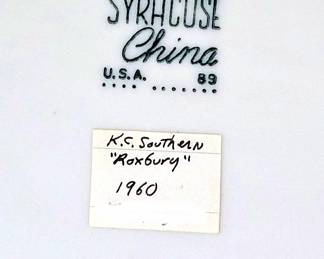 SYRACUSE
China
U.S.A. 89
K.C. Southern
"Roxbury"
1960